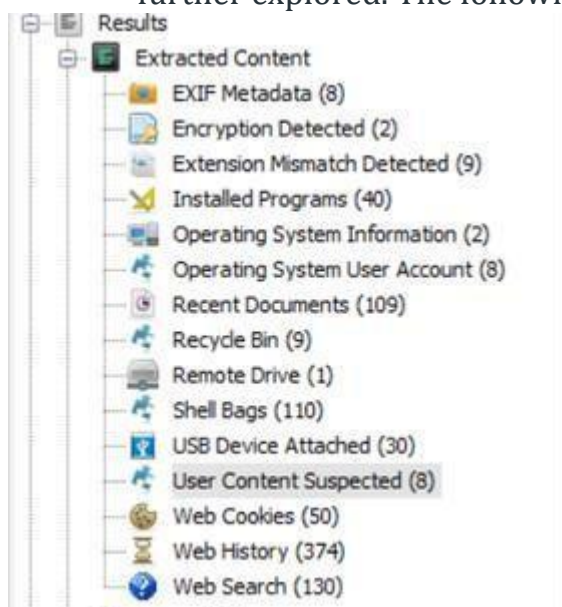 Results
Extracted Content
EXIF Metadata (8)
Encryption Detected (2)
Extension Mismatch Detected (9)
Installed Programs (40)
Operating System Information (2)
Operating System User Account (8)
Recent Documents (109)
Recycle Bin (9)
Remote Drive (1)
Shell Bags (110)
USB Device Attached (30)
User Content Suspected (8)
Web Cookies (50)
Web History (374)
Web Search (130)